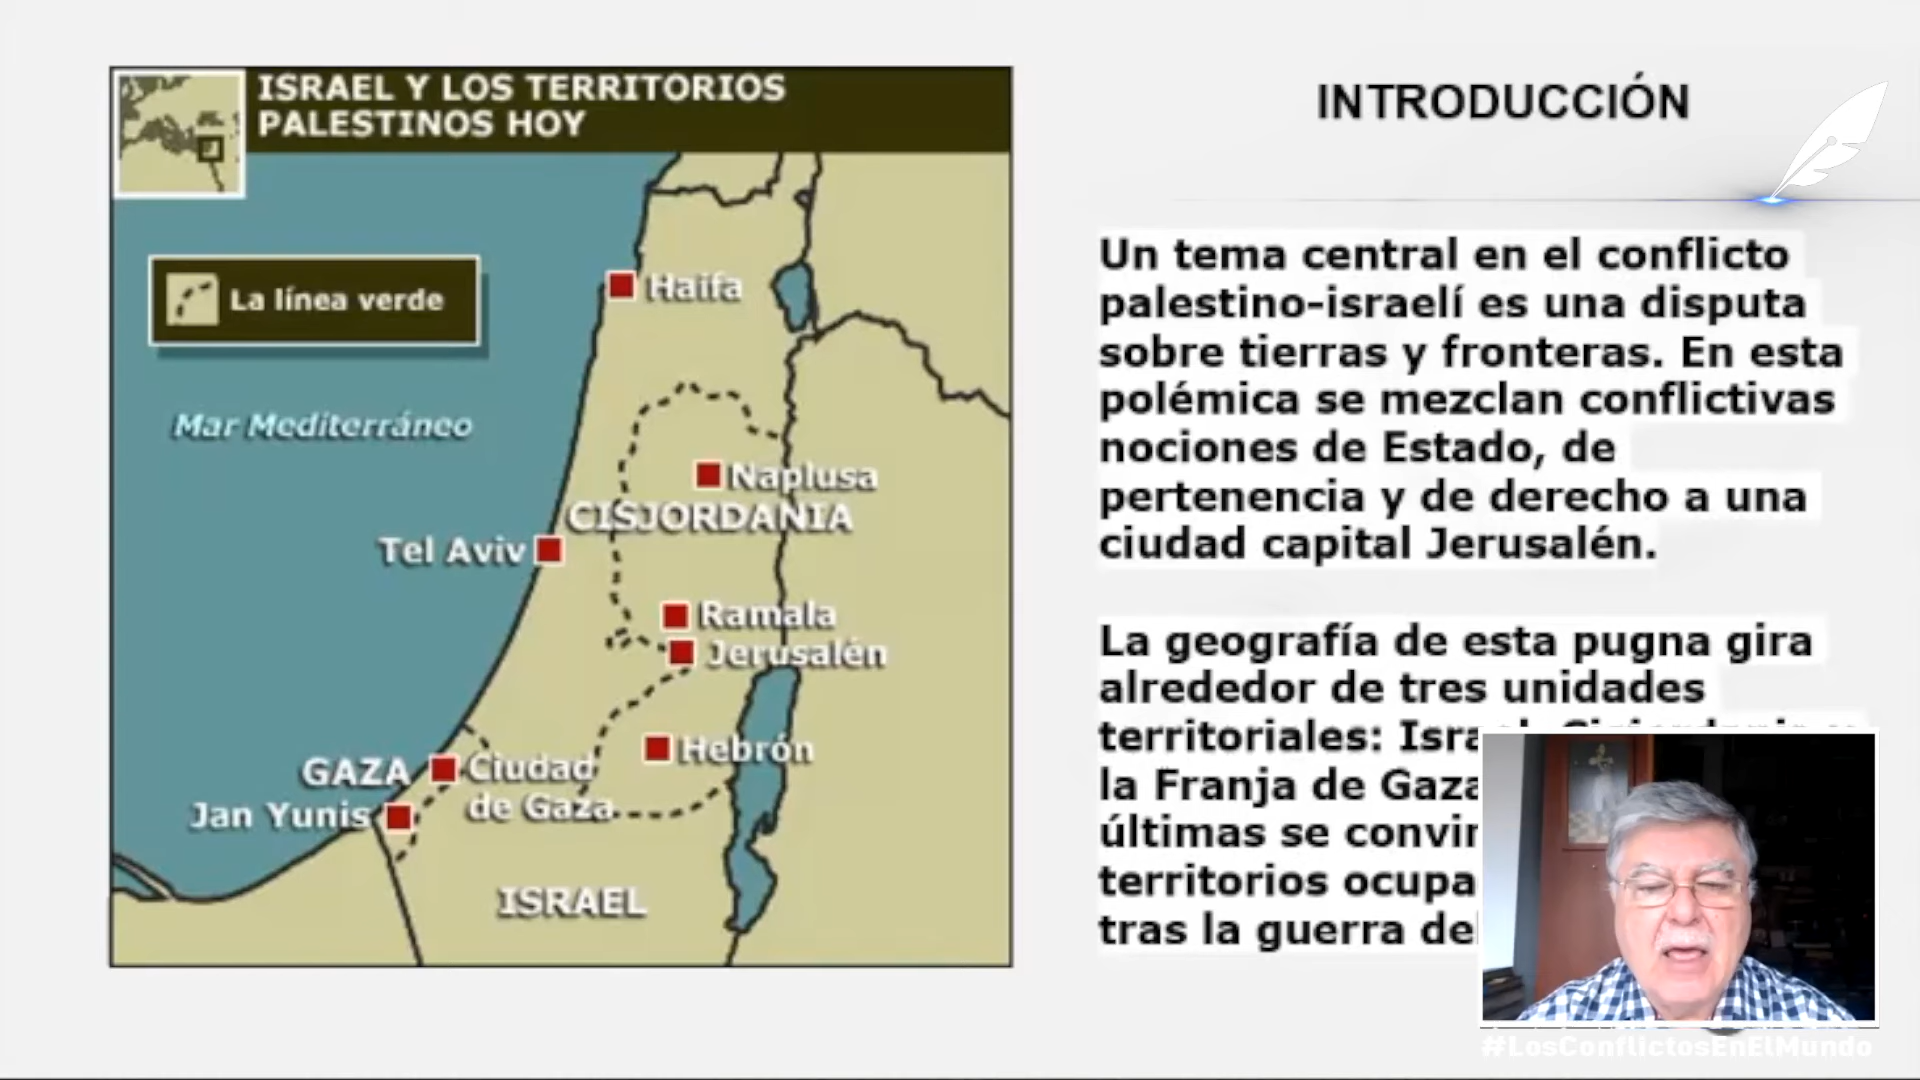 ISRAEL Y LOS TERRITORIOS
PALESTINOS HOY
La línea verde
Mar Mediterráneo
Haifa
Naplusa
CISJORDANIA
Tel Aviv
Ramala
Jerusalén
Hebrón
GAZA
Ciudad
de Gaza
Jan Yunis
ISRAEL
INTRODUCCIÓN
Un tema central en el conflicto
palestino-israelí es una disputa
sobre tierras y fronteras. En esta
polémica se mezclan conflictivas
nociones de Estado, de
pertenencia y de derecho a una
ciudad capital Jerusalén.
La geografía de esta pugna gira
alrededor de tres unidades
territoriales:
la Franja de Gaza
últimas se
territorios
tras la guerra
#LosConflictosEnElMundo